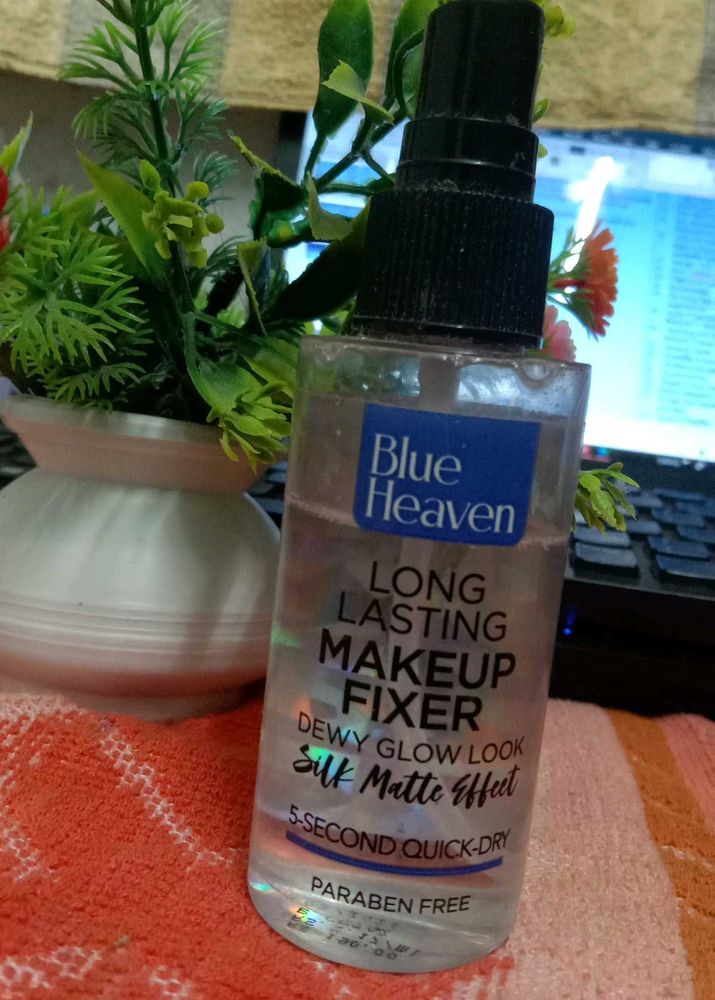 Blue
Heaven
LONG
LASTING
MAKEUP
FIXER
DEWY GLOW LOOK
Silk Matte Effect
5-SECOND QUICK-DRY
PARABEN FREE